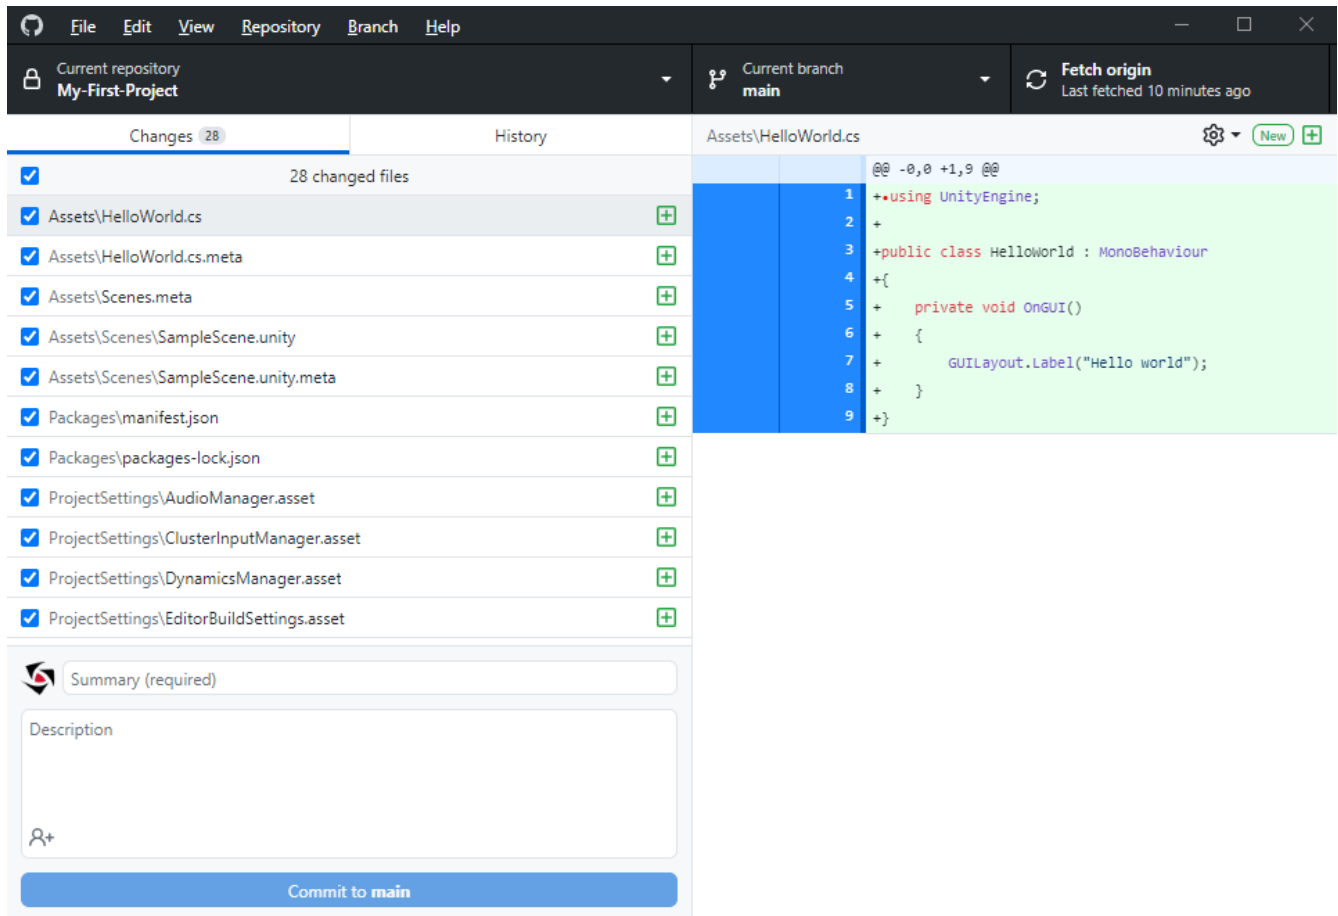 File Edit View Repository Branch Help
Current repository
My-First-Project
Current branch
main
Fetch origin
Last fetched 10 minutes ago
Changes 28
History
28 changed files
Assets\HelloWorld.cs
Assets\HelloWorld.cs.meta
Assets\Scenes.meta
Assets\Scenes\SampleScene.unity
Assets\Scenes\SampleScene.unity.meta
Packages\manifest.json
Packages\packages-lock.json
ProjectSettings\AudioManager.asset
ProjectSettings\ClusterInputManager.asset
ProjectSettings\DynamicsManager.asset
ProjectSettings\EditorBuildSettings.asset
Summary (required)
Description
Commit to main
Assets\HelloWorld.cs New
@@ -0,0 +1,9 @@
1 +•using UnityEngine;
2 +
3 +public class HelloWorld : MonoBehaviour
4 +{
5 +    private void OnGUI()
6 +    {
7 +        GUILayout.Label("Hello world");
8 +    }
9 +}